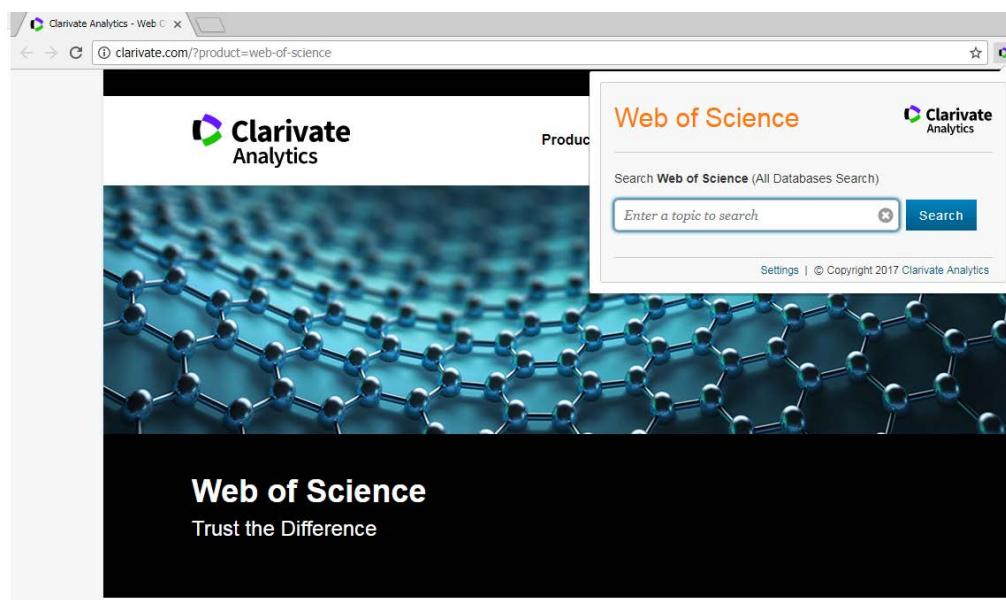 Clarivate Analytics - Web
clarivate.com/?product=web-of-science
Clarivate
Analytics
Produc
Web of Science
Clarivate
Analytics
Search Web of Science (All Databases Search)
Enter a topic to search
Search
Settings | © Copyright 2017 Clarivate Analytics
Web of Science
Trust the Difference